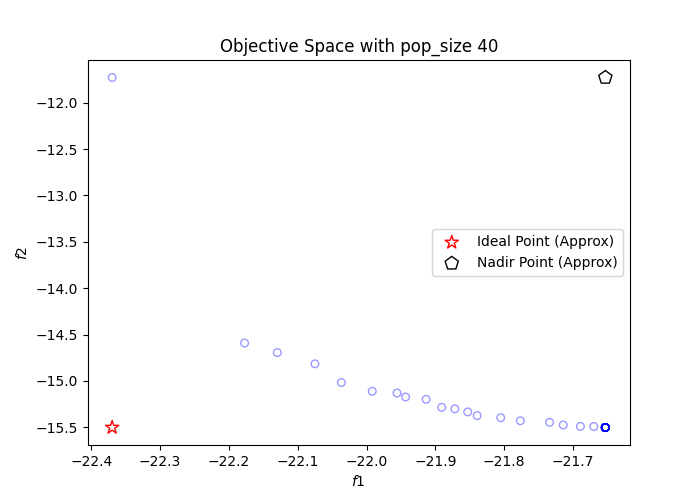 Objective Space with pop_size 40
−12.0
−12.5
−13.0
−13.5
−14.0
−14.5
−15.0
−15.5
f2
Ideal Point (Approx)
Nadir Point (Approx)
−22.4 −22.3 −22.2 −22.1 −22.0 −21.9 −21.8 −21.7
f1